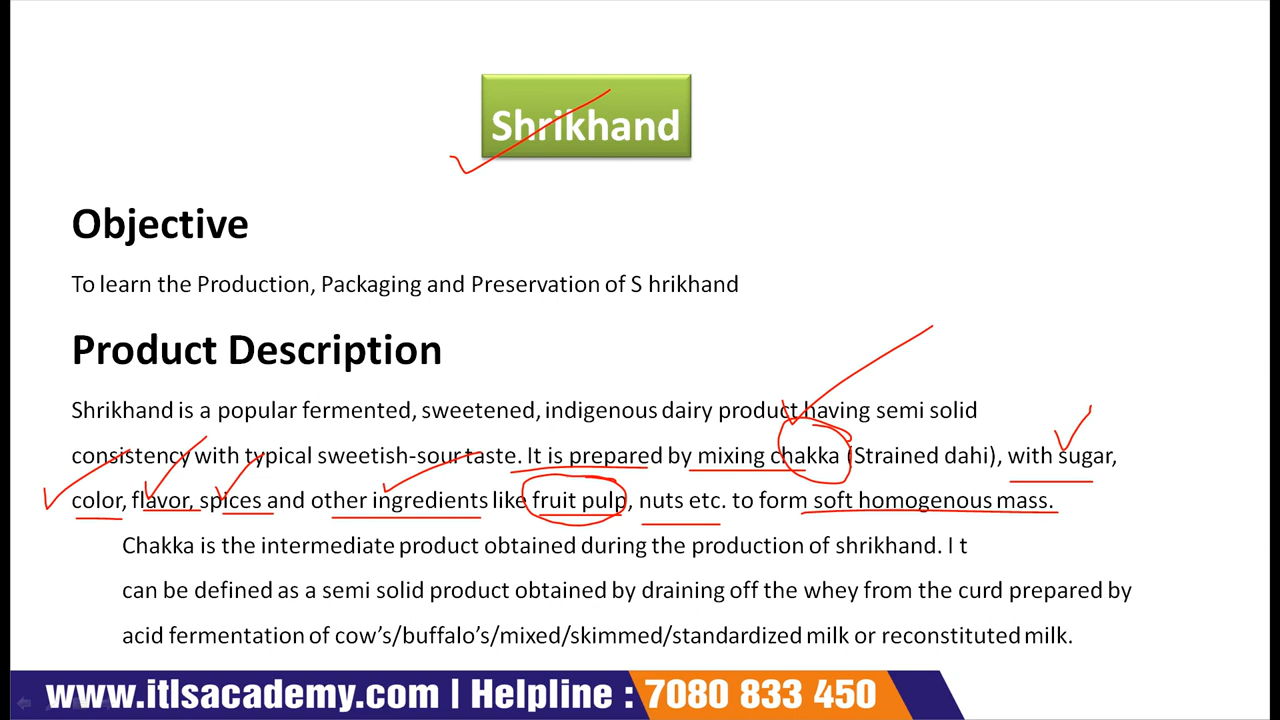 Shrikhand
Objective
To learn the Production, Packaging and Preservation of S hrikhand
Product Description
Shrikhand is a popular fermented, sweetened, indigenous dairy product having semi solid
consistency with typical sweetish-sour taste. It is prepared by mixing chakka (Strained dahi), with sugar,
color, flavor, spices and other ingredients like fruit pulp, nuts etc. to form soft homogenous mass.
Chakka is the intermediate product obtained during the production of shrikhand. I t
can be defined as a semi solid product obtained by draining off the whey from the curd prepared by
acid fermentation of cow’s/buffalo’s/mixed/skimmed/standardized milk or reconstituted milk.
www.itlsacademy.com | Helpline : 7080 833 450